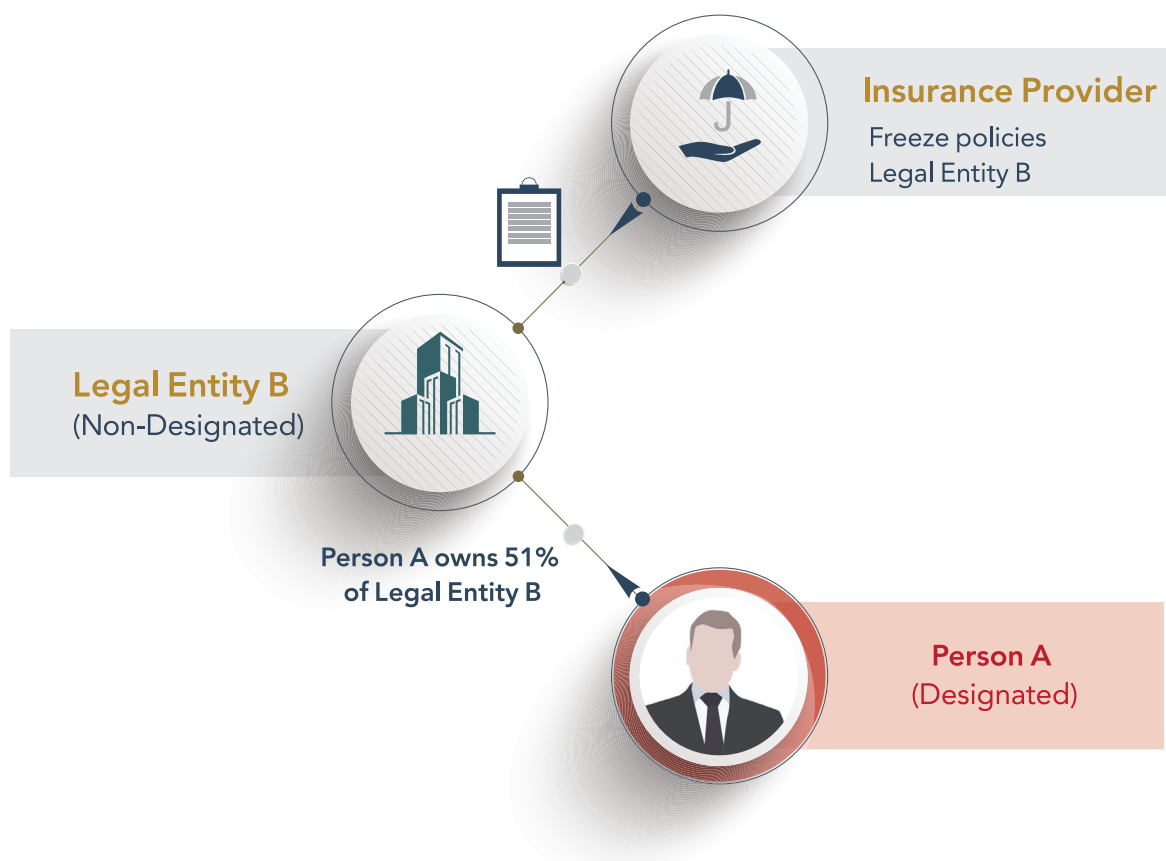 Insurance Provider
Freeze policies
Legal Entity B
Legal Entity B
(Non-Designated)
Person A owns 51%
of Legal Entity B
Person A
(Designated)